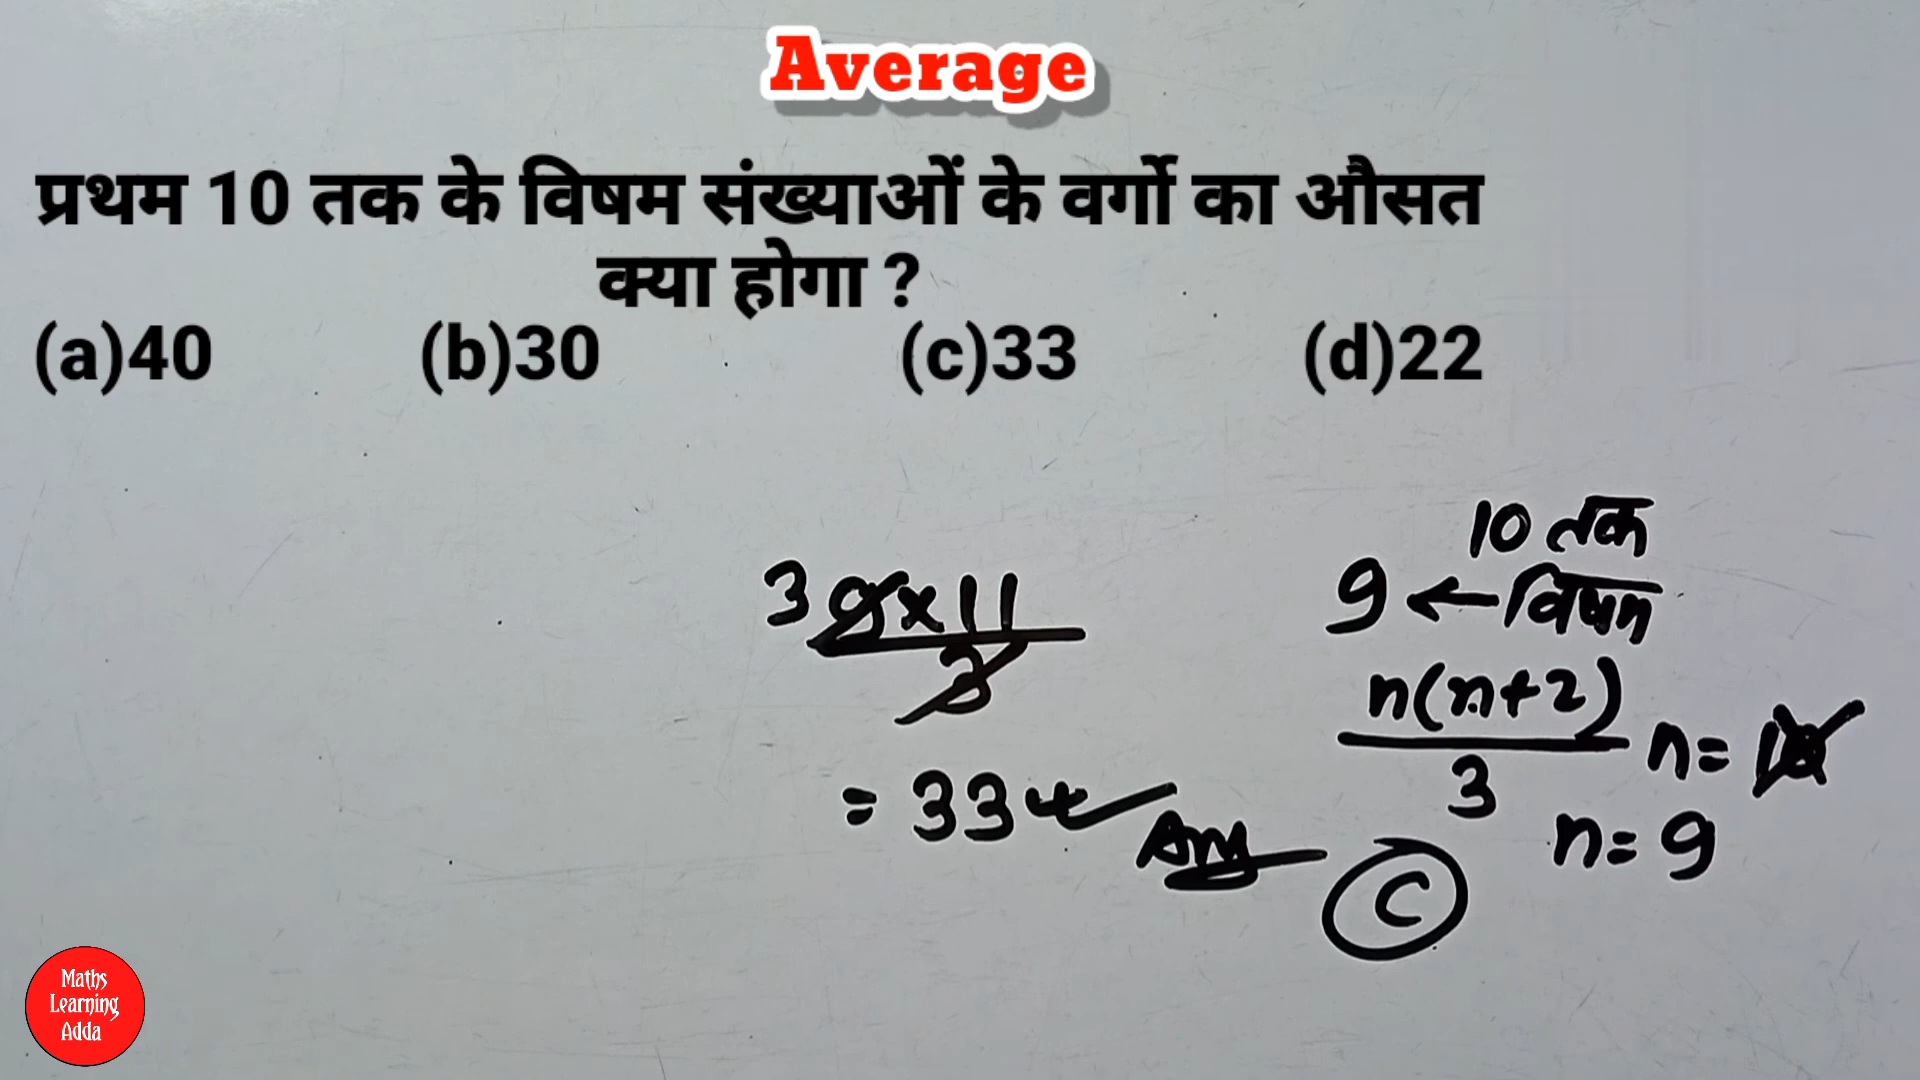 Average
प्रथम 10 तक के विषम संख्याओं के वर्गो का औसत
क्या होगा ?
(a)40 (b)30 (c)33 (d)22
10 तक
9 ← विषम
n(n+2)
3
n= 10
n= 9
3 9×11
3
= 33
Ans
C
Maths
Learning
Adda